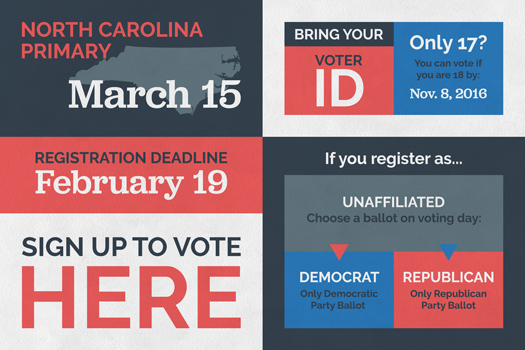 NORTH CAROLINA
PRIMARY
March 15
REGISTRATION DEADLINE
February 19
SIGN UP TO VOTE
HERE
BRING YOUR
VOTER
ID
Only 17?
You can vote if
you are 18 by:
Nov. 8, 2016
If you register as...
UNAFFILIATED
Choose a ballot on voting day:
DEMOCRAT
Only Democratic
Party Ballot
REPUBLICAN
Only Republican
Party Ballot